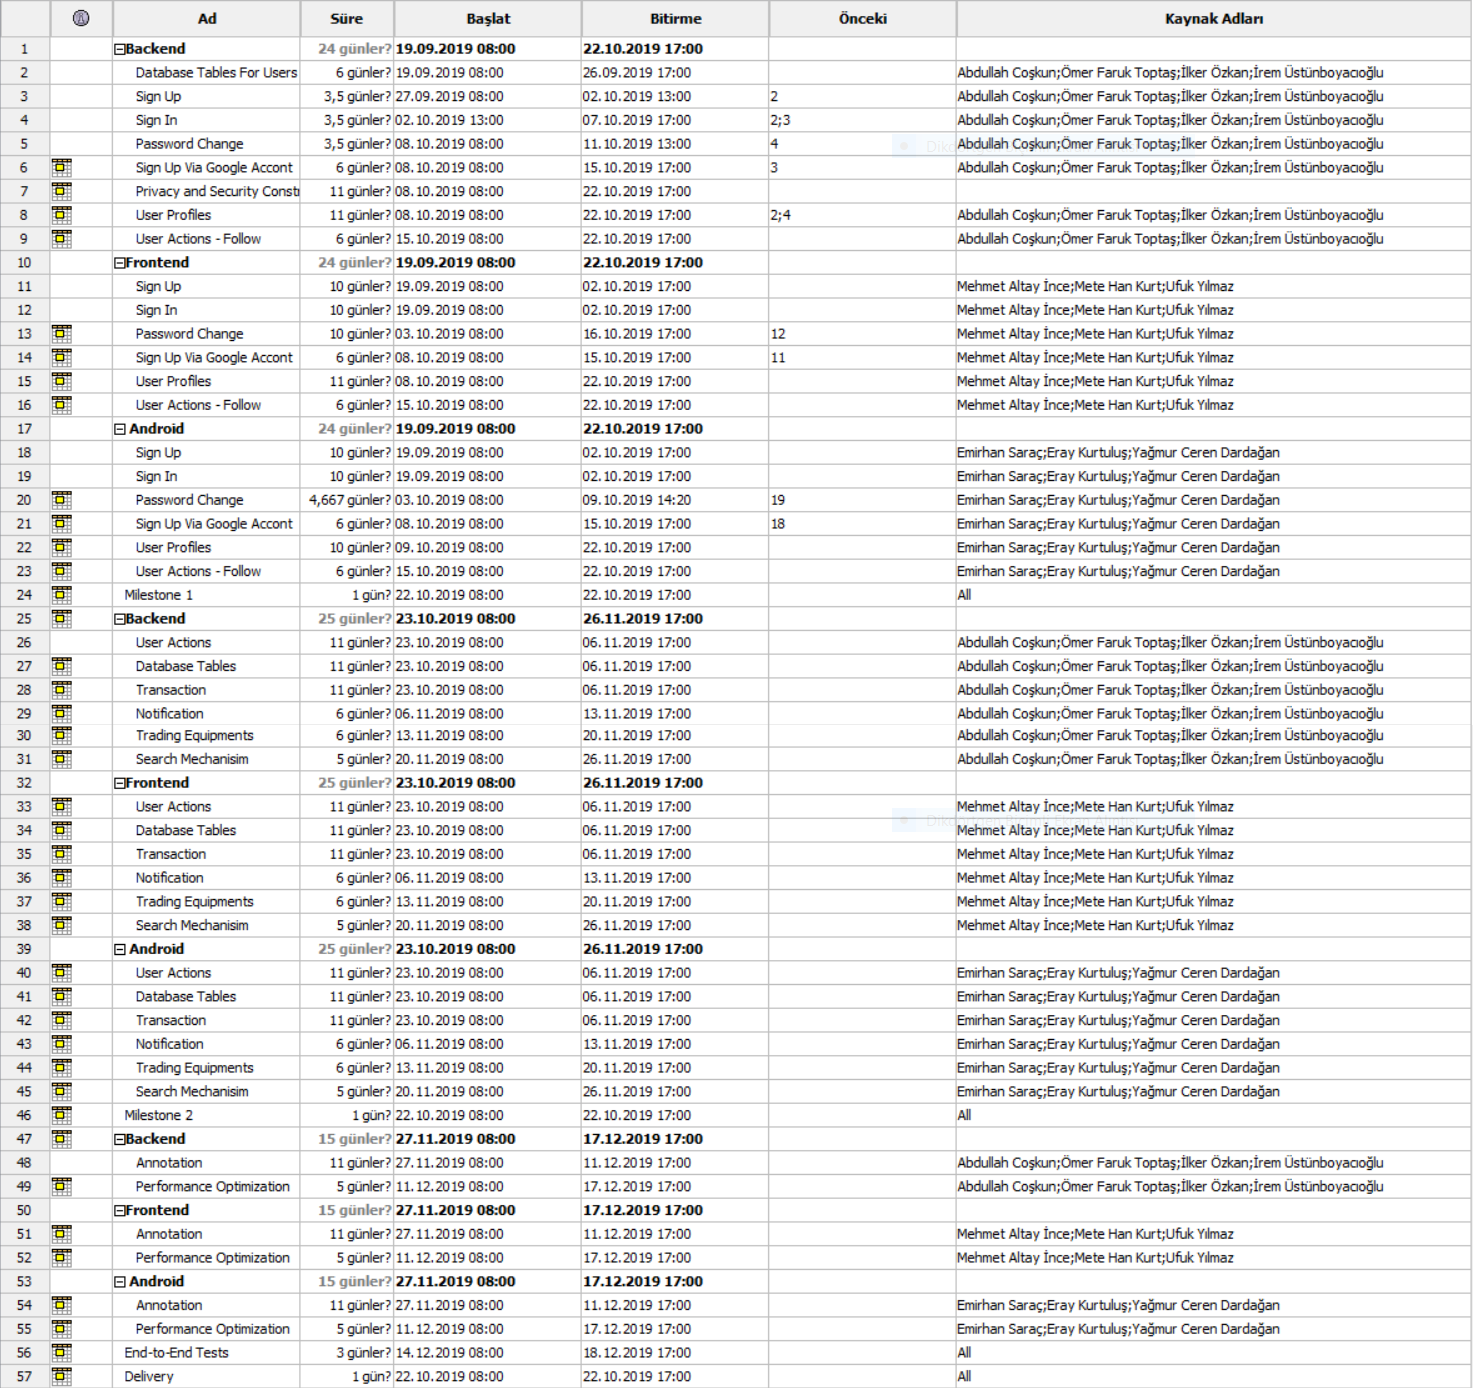 Ad Süre Başlat Bitirme Önceki Kaynak Adları
1 Backend 24 günler? 19.09.2019 08:00 22.10.2019 17:00
2 Database Tables For Users 6 günler? 19.09.2019 08:00 26.09.2019 17:00 Abdullah Coşkun;Ömer Faruk Toptaş;İlker Özkan;İrem Üstünboyacıoğlu
3 Sign Up 3,5 günler? 27.09.2019 08:00 02.10.2019 13:00 2 Abdullah Coşkun;Ömer Faruk Toptaş;İlker Özkan;İrem Üstünboyacıoğlu
4 Sign In 3,5 günler? 02.10.2019 13:00 07.10.2019 17:00 2;3 Abdullah Coşkun;Ömer Faruk Toptaş;İlker Özkan;İrem Üstünboyacıoğlu
5 Password Change 3,5 günler? 08.10.2019 08:00 11.10.2019 13:00 4 Abdullah Coşkun;Ömer Faruk Toptaş;İlker Özkan;İrem Üstünboyacıoğlu
6 Sign Up Via Google Accont 6 günler? 08.10.2019 08:00 15.10.2019 17:00 3 Abdullah Coşkun;Ömer Faruk Toptaş;İlker Özkan;İrem Üstünboyacıoğlu
7 Privacy and Security Constr 11 günler? 08.10.2019 08:00 22.10.2019 17:00
8 User Profiles 11 günler? 08.10.2019 08:00 22.10.2019 17:00 2;4 Abdullah Coşkun;Ömer Faruk Toptaş;İlker Özkan;İrem Üstünboyacıoğlu
9 User Actions - Follow 6 günler? 15.10.2019 08:00 22.10.2019 17:00 Abdullah Coşkun;Ömer Faruk Toptaş;İlker Özkan;İrem Üstünboyacıoğlu
10 Frontend 24 günler? 19.09.2019 08:00 22.10.2019 17:00
11 Sign Up 10 günler? 19.09.2019 08:00 02.10.2019 17:00 Mehmet Altay İnce;Mete Han Kurt;Ufuk Yılmaz
12 Sign In 10 günler? 19.09.2019 08:00 02.10.2019 17:00 Mehmet Altay İnce;Mete Han Kurt;Ufuk Yılmaz
13 Password Change 10 günler? 03.10.2019 08:00 16.10.2019 17:00 12 Mehmet Altay İnce;Mete Han Kurt;Ufuk Yılmaz
14 Sign Up Via Google Accont 6 günler? 08.10.2019 08:00 15.10.2019 17:00 11 Mehmet Altay İnce;Mete Han Kurt;Ufuk Yılmaz
15 User Profiles 11 günler? 08.10.2019 08:00 22.10.2019 17:00 Mehmet Altay İnce;Mete Han Kurt;Ufuk Yılmaz
16 User Actions - Follow 6 günler? 15.10.2019 08:00 22.10.2019 17:00 Mehmet Altay İnce;Mete Han Kurt;Ufuk Yılmaz
17 Android 24 günler? 19.09.2019 08:00 22.10.2019 17:00
18 Sign Up 10 günler? 19.09.2019 08:00 02.10.2019 17:00 Emirhan Saraç;Eray Kurtuluş;Yağmur Ceren Dardağan
19 Sign In 10 günler? 19.09.2019 08:00 02.10.2019 17:00 Emirhan Saraç;Eray Kurtuluş;Yağmur Ceren Dardağan
20 Password Change 4,667 günler? 03.10.2019 08:00 09.10.2019 14:20 19 Emirhan Saraç;Eray Kurtuluş;Yağmur Ceren Dardağan
21 Sign Up Via Google Accont 6 günler? 08.10.2019 08:00 15.10.2019 17:00 18 Emirhan Saraç;Eray Kurtuluş;Yağmur Ceren Dardağan
22 User Profiles 10 günler? 09.10.2019 08:00 22.10.2019 17:00 Emirhan Saraç;Eray Kurtuluş;Yağmur Ceren Dardağan
23 User Actions - Follow 6 günler? 15.10.2019 08:00 22.10.2019 17:00 Emirhan Saraç;Eray Kurtuluş;Yağmur Ceren Dardağan
24 Milestone 1 1 gün? 22.10.2019 08:00 22.10.2019 17:00 All
25 Backend 25 günler? 23.10.2019 08:00 26.11.2019 17:00
26 User Actions 11 günler? 23.10.2019 08:00 06.11.2019 17:00 Abdullah Coşkun;Ömer Faruk Toptaş;İlker Özkan;İrem Üstünboyacıoğlu
27 Database Tables 11 günler? 23.10.2019 08:00 06.11.2019 17:00 Abdullah Coşkun;Ömer Faruk Toptaş;İlker Özkan;İrem Üstünboyacıoğlu
28 Transaction 11 günler? 23.10.2019 08:00 06.11.2019 17:00 Abdullah Coşkun;Ömer Faruk Toptaş;İlker Özkan;İrem Üstünboyacıoğlu
29 Notification 6 günler? 06.11.2019 08:00 13.11.2019 17:00 Abdullah Coşkun;Ömer Faruk Toptaş;İlker Özkan;İrem Üstünboyacıoğlu
30 Trading Equipments 6 günler? 13.11.2019 08:00 20.11.2019 17:00 Abdullah Coşkun;Ömer Faruk Toptaş;İlker Özkan;İrem Üstünboyacıoğlu
31 Search Mechanisim 5 günler? 20.11.2019 08:00 26.11.2019 17:00 Abdullah Coşkun;Ömer Faruk Toptaş;İlker Özkan;İrem Üstünboyacıoğlu
32 Frontend 25 günler? 23.10.2019 08:00 26.11.2019 17:00
33 User Actions 11 günler? 23.10.2019 08:00 06.11.2019 17:00 Mehmet Altay İnce;Mete Han Kurt;Ufuk Yılmaz
34 Database Tables 11 günler? 23.10.2019 08:00 06.11.2019 17:00 Mehmet Altay İnce;Mete Han Kurt;Ufuk Yılmaz
35 Transaction 11 günler? 23.10.2019 08:00 06.11.2019 17:00 Mehmet Altay İnce;Mete Han Kurt;Ufuk Yılmaz
36 Notification 6 günler? 06.11.2019 08:00 13.11.2019 17:00 Mehmet Altay İnce;Mete Han Kurt;Ufuk Yılmaz
37 Trading Equipments 6 günler? 13.11.2019 08:00 20.11.2019 17:00 Mehmet Altay İnce;Mete Han Kurt;Ufuk Yılmaz
38 Search Mechanisim 5 günler? 20.11.2019 08:00 26.11.2019 17:00 Mehmet Altay İnce;Mete Han Kurt;Ufuk Yılmaz
39 Android 25 günler? 23.10.2019 08:00 26.11.2019 17:00
40 User Actions 11 günler? 23.10.2019 08:00 06.11.2019 17:00 Emirhan Saraç;Eray Kurtuluş;Yağmur Ceren Dardağan
41 Database Tables 11 günler? 23.10.2019 08:00 06.11.2019 17:00 Emirhan Saraç;Eray Kurtuluş;Yağmur Ceren Dardağan
42 Transaction 11 günler? 23.10.2019 08:00 06.11.2019 17:00 Emirhan Saraç;Eray Kurtuluş;Yağmur Ceren Dardağan
43 Notification 6 günler? 06.11.2019 08:00 13.11.2019 17:00 Emirhan Saraç;Eray Kurtuluş;Yağmur Ceren Dardağan
44 Trading Equipments 6 günler? 13.11.2019 08:00 20.11.2019 17:00 Emirhan Saraç;Eray Kurtuluş;Yağmur Ceren Dardağan
45 Search Mechanisim 5 günler? 20.11.2019 08:00 26.11.2019 17:00 Emirhan Saraç;Eray Kurtuluş;Yağmur Ceren Dardağan
46 Milestone 2 1 gün? 22.10.2019 08:00 22.10.2019 17:00 All
47 Backend 15 günler? 27.11.2019 08:00 17.12.2019 17:00
48 Annotation 11 günler? 27.11.2019 08:00 11.12.2019 17:00 Abdullah Coşkun;Ömer Faruk Toptaş;İlker Özkan;İrem Üstünboyacıoğlu
49 Performance Optimization 5 günler? 11.12.2019 08:00 17.12.2019 17:00 Abdullah Coşkun;Ömer Faruk Toptaş;İlker Özkan;İrem Üstünboyacıoğlu
50 Frontend 15 günler? 27.11.2019 08:00 17.12.2019 17:00
51 Annotation 11 günler? 27.11.2019 08:00 11.12.2019 17:00 Mehmet Altay İnce;Mete Han Kurt;Ufuk Yılmaz
52 Performance Optimization 5 günler? 11.12.2019 08:00 17.12.2019 17:00 Mehmet Altay İnce;Mete Han Kurt;Ufuk Yılmaz
53 Android 15 günler? 27.11.2019 08:00 17.12.2019 17:00
54 Annotation 11 günler? 27.11.2019 08:00 11.12.2019 17:00 Emirhan Saraç;Eray Kurtuluş;Yağmur Ceren Dardağan
55 Performance Optimization 5 günler? 11.12.2019 08:00 17.12.2019 17:00 Emirhan Saraç;Eray Kurtuluş;Yağmur Ceren Dardağan
56 End-to-End Tests 3 günler? 14.12.2019 08:00 18.12.2019 17:00 All
57 Delivery 1 gün? 22.10.2019 08:00 22.10.2019 17:00 All